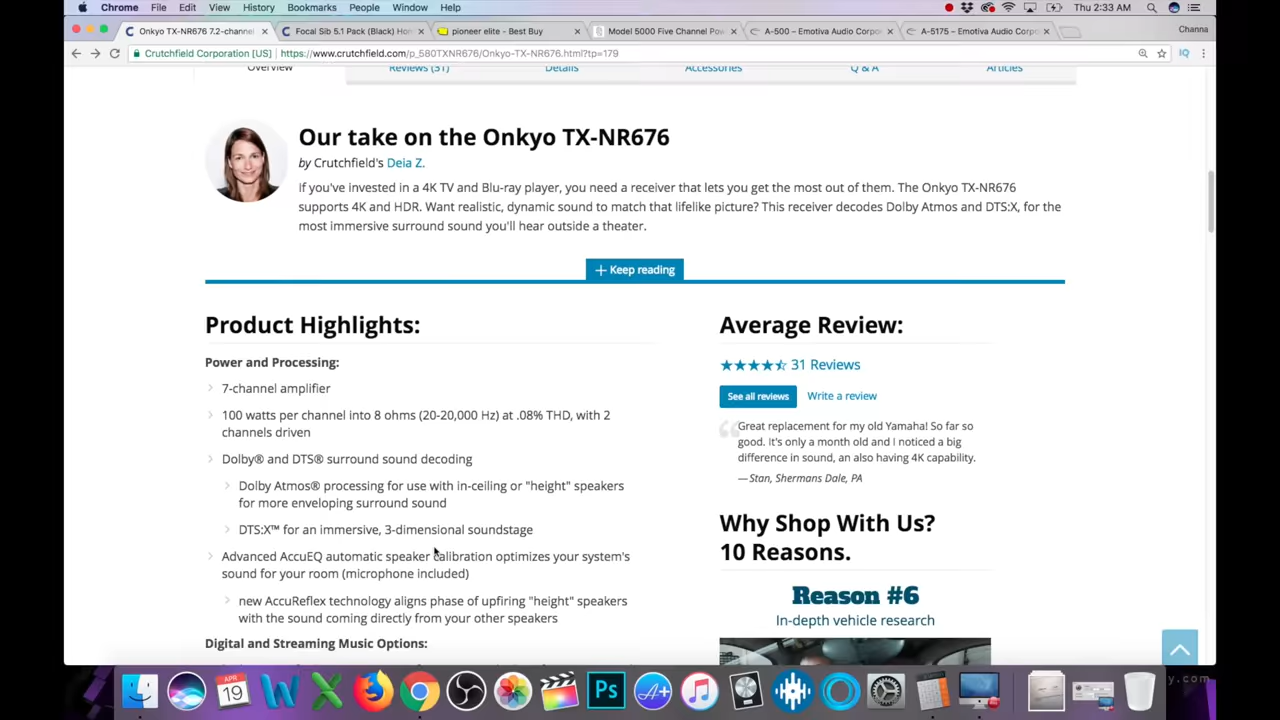 Chrome File Edit View History Bookmarks People Window Help
Thu 2:33 AM
Onkyo TX-NR676 7.2-channel
Focal Sib 5.1 Pack (Black) Hom
pioneer elite - Best Buy
Model 5000 Five Channel Pow
A-500 – Emotiva Audio Corpo
A-5175 – Emotiva Audio Corpo
Channa
Crutchfield Corporation [US]
https://www.crutchfield.com/p_580TXNR676/Onkyo-TX-NR676.html?tp=179
Overview Reviews (31) Details Accessories Q & A Articles
Our take on the Onkyo TX-NR676
by Crutchfield's Deia Z.
If you've invested in a 4K TV and Blu-ray player, you need a receiver that lets you get the most out of them. The Onkyo TX-NR676
supports 4K and HDR. Want realistic, dynamic sound to match that lifelike picture? This receiver decodes Dolby Atmos and DTS:X, for the
most immersive surround sound you'll hear outside a theater.
+ Keep reading
Product Highlights:
Power and Processing:
7-channel amplifier
100 watts per channel into 8 ohms (20-20,000 Hz) at .08% THD, with 2
channels driven
Dolby® and DTS® surround sound decoding
Dolby Atmos® processing for use with in-ceiling or "height" speakers
for more enveloping surround sound
DTS:X™ for an immersive, 3-dimensional soundstage
Advanced AccuEQ automatic speaker calibration optimizes your system's
sound for your room (microphone included)
new AccuReflex technology aligns phase of upfiring "height" speakers
with the sound coming directly from your other speakers
Digital and Streaming Music Options:
Average Review:
31 Reviews
See all reviews Write a review
Great replacement for my old Yamaha! So far so
good. It's only a month old and I noticed a big
difference in sound, an also having 4K capability.
— Stan, Shermans Dale, PA
Why Shop With Us?
10 Reasons.
Reason #6
In-depth vehicle research
APR
19
Ps
y.com